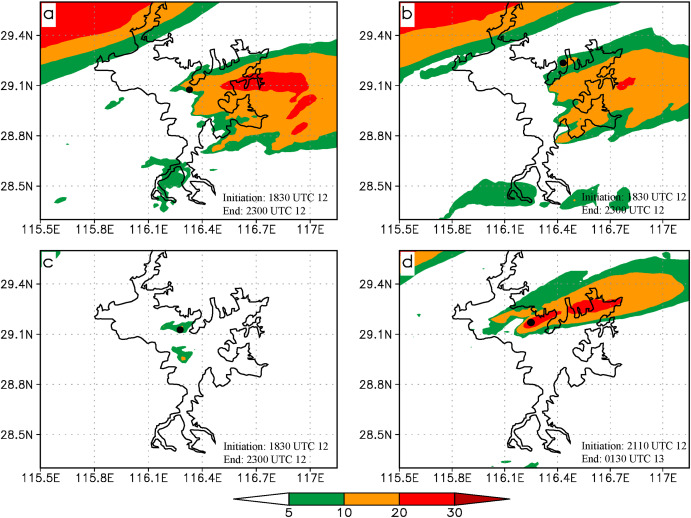 a
29.4N
29.1N
28.8N
28.5N
Initiation: 1830 UTC 12
End: 2300 UTC 12
115.5E 115.8E 116.1E 116.4E 116.7E 117E
b
29.4N
29.1N
28.8N
28.5N
Initiation: 1830 UTC 12
End: 2300 UTC 12
115.5E 115.8E 116.1E 116.4E 116.7E 117E
c
29.4N
29.1N
28.8N
28.5N
Initiation: 1830 UTC 12
End: 2300 UTC 12
115.5E 115.8E 116.1E 116.4E 116.7E 117E
d
29.4N
29.1N
28.8N
28.5N
Initiation: 2110 UTC 12
End: 0130 UTC 13
115.5E 115.8E 116.1E 116.4E 116.7E 117E
5 10 20 30